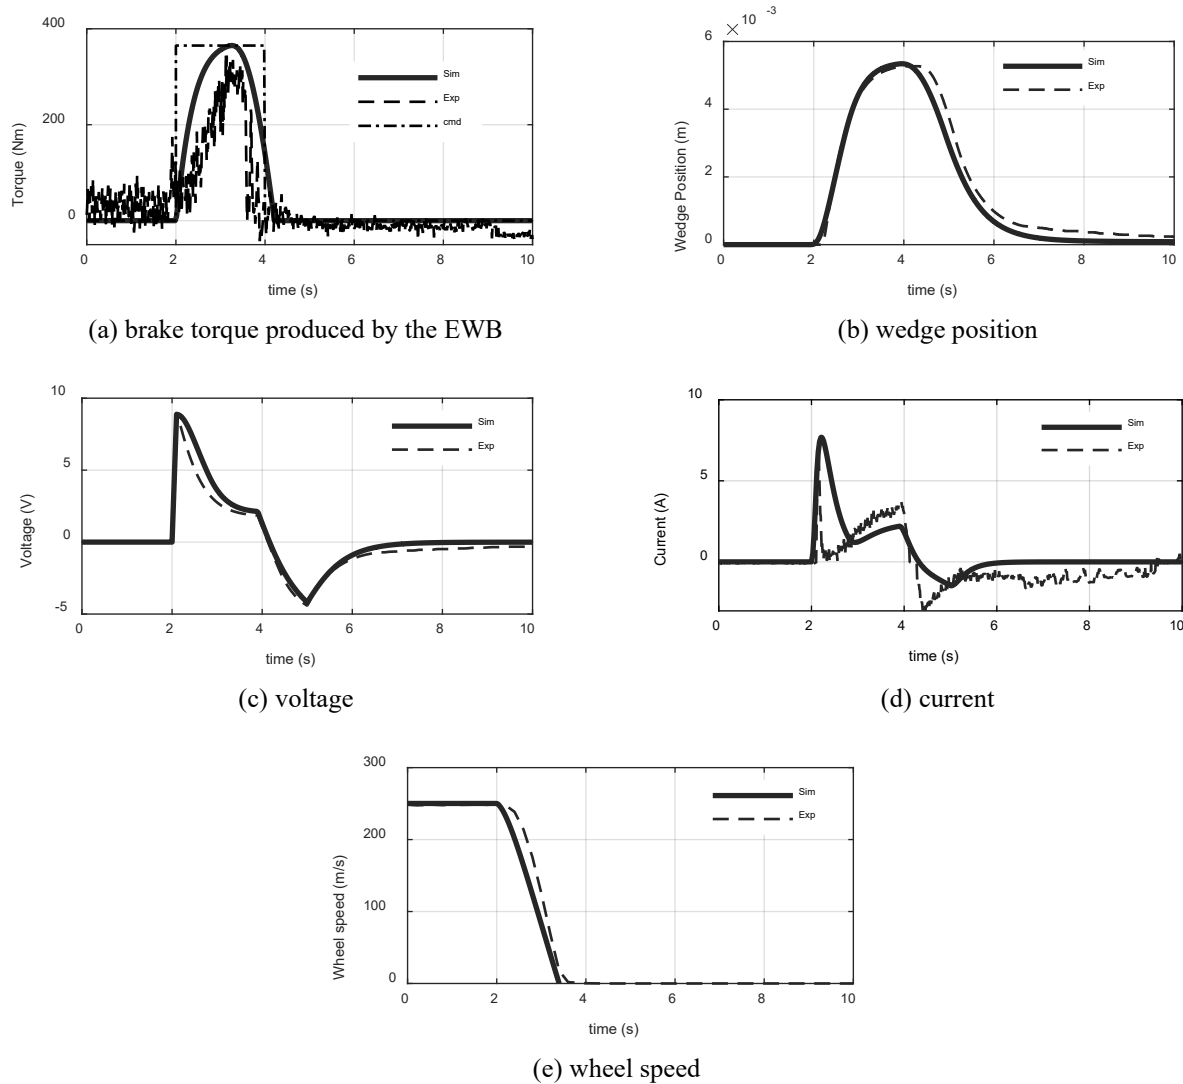 400
200
0
Torque (Nm)
Sim
Exp
cmd
0 2 4 6 8 10
time (s)
(a) brake torque produced by the EWB
× 10 -3
6
4
2
0
Wedge Position (m)
Sim
Exp
0 2 4 6 8 10
time (s)
(b) wedge position
10
5
0
-5
Voltage (V)
Sim
Exp
0 2 4 6 8 10
time (s)
(c) voltage
10
5
0
Current (A)
Sim
Exp
0 2 4 6 8 10
time (s)
(d) current
300
200
100
0
Wheel speed (m/s)
Sim
Exp
0 2 4 6 8 10
time (s)
(e) wheel speed